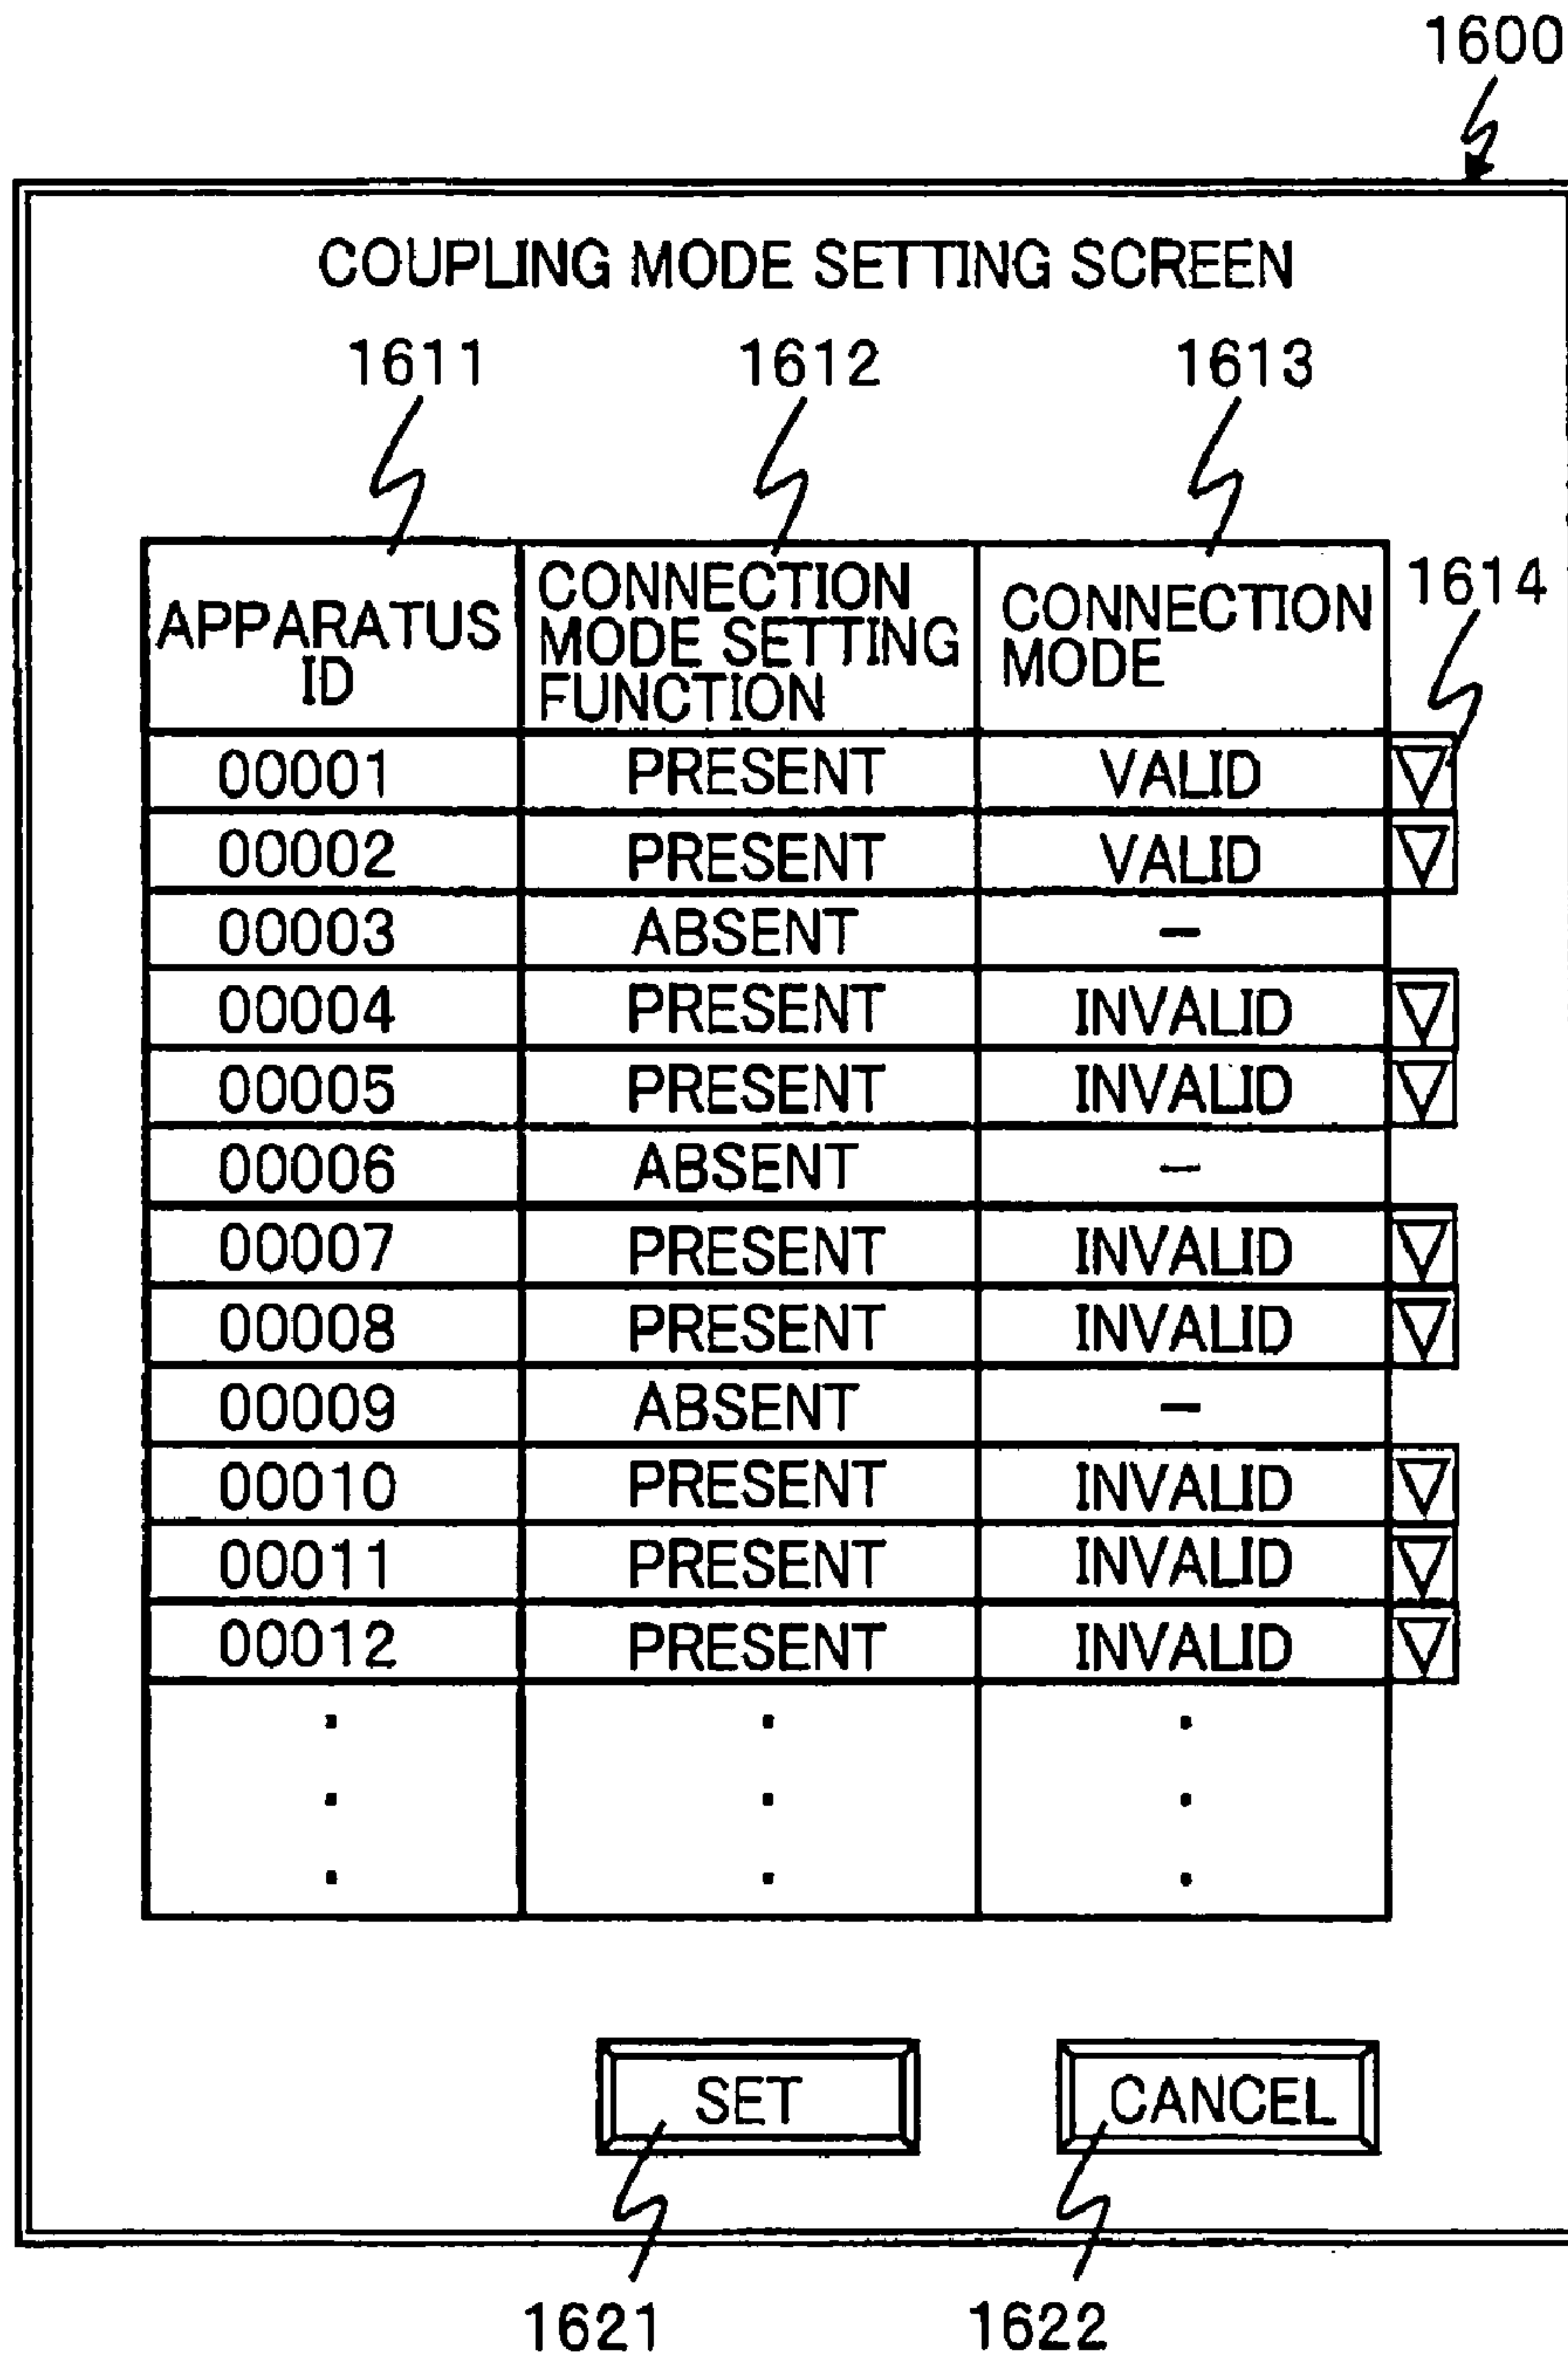 1600
COUPLING MODE SETTING SCREEN
1611 1612 1613
1614
APPARATUS
ID
CONNECTION
MODE SETTING
FUNCTION
CONNECTION
MODE
00001 PRESENT VALID
00002 PRESENT VALID
00003 ABSENT -
00004 PRESENT INVALID
00005 PRESENT INVALID
00006 ABSENT -
00007 PRESENT INVALID
00008 PRESENT INVALID
00009 ABSENT -
00010 PRESENT INVALID
00011 PRESENT INVALID
00012 PRESENT INVALID
. . .
. . .
. . .
SET CANCEL
1621 1622